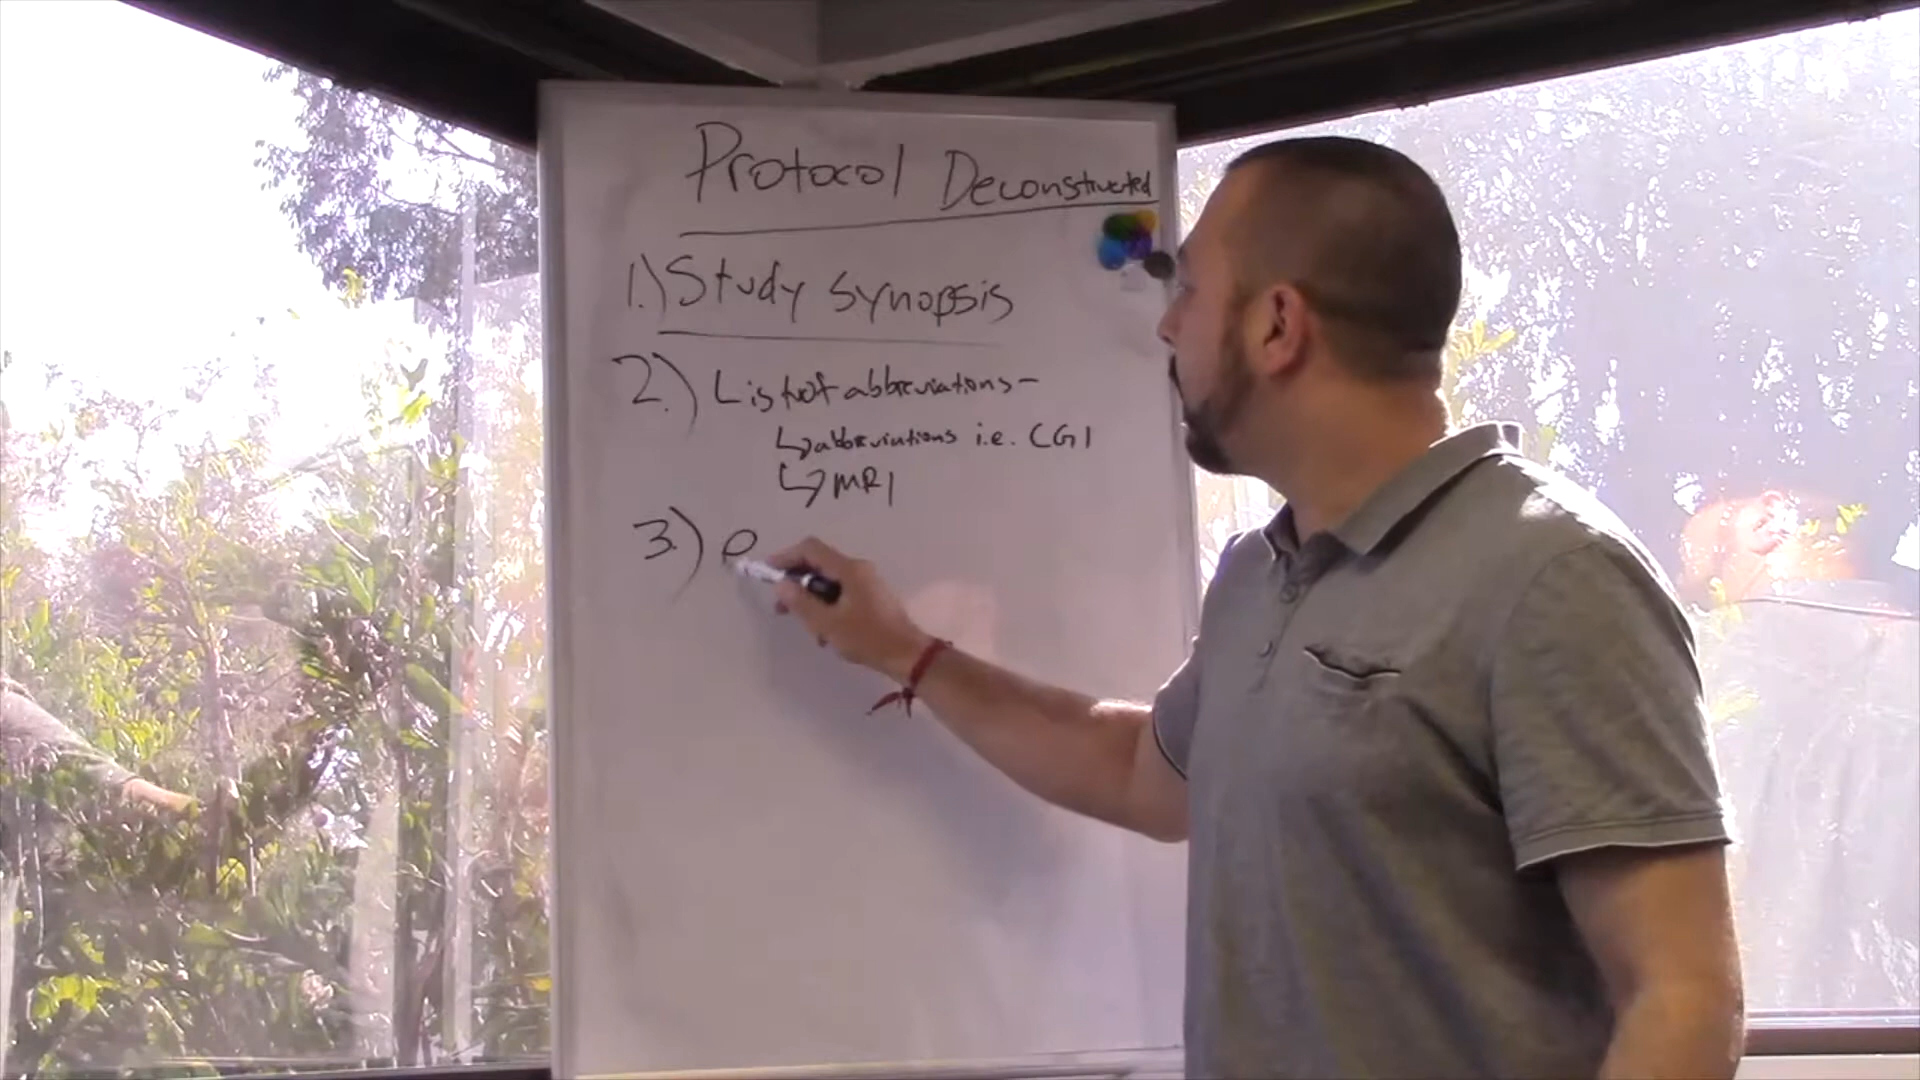 Protocol Deconstructed
1.) Study Synopsis
2.) List of abbreviations-
↳abbreviations i.e. CGI
↳MRI
3.)